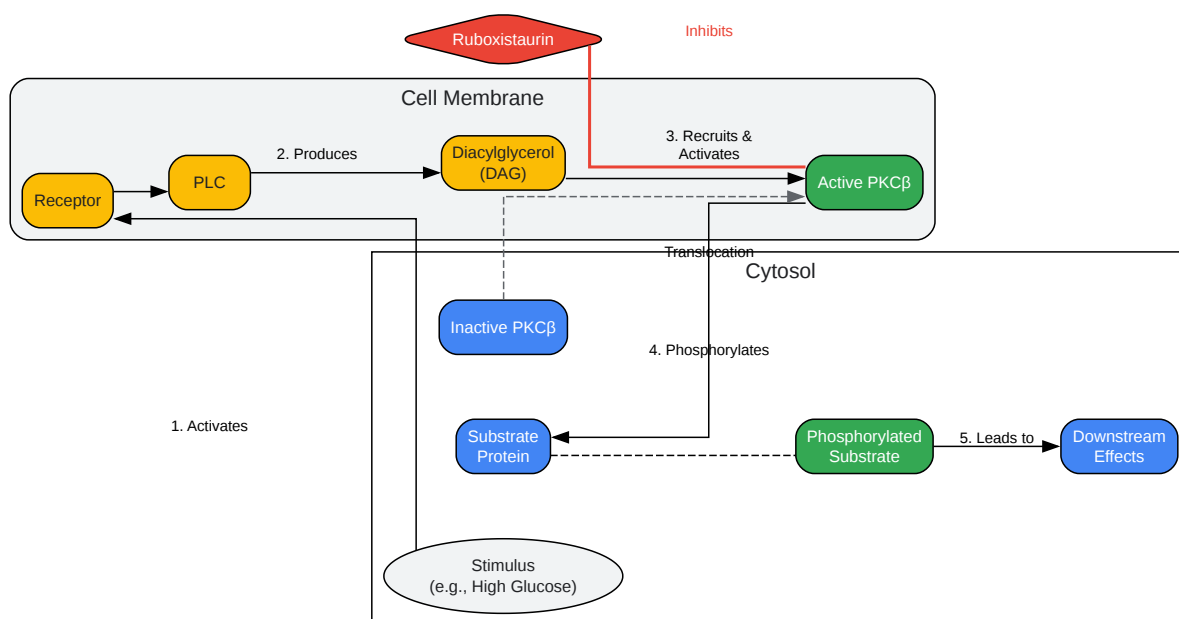 Ruboxistaurin
Inhibits
Cell Membrane
Receptor
PLC
2. Produces
Diacylglycerol
(DAG)
3. Recruits &
Activates
Active PKCβ
Translocation
Cytosol
Inactive PKCβ
4. Phosphorylates
1. Activates
Substrate
Protein
Phosphorylated
Substrate
5. Leads to
Downstream
Effects
Stimulus
(e.g., High Glucose)